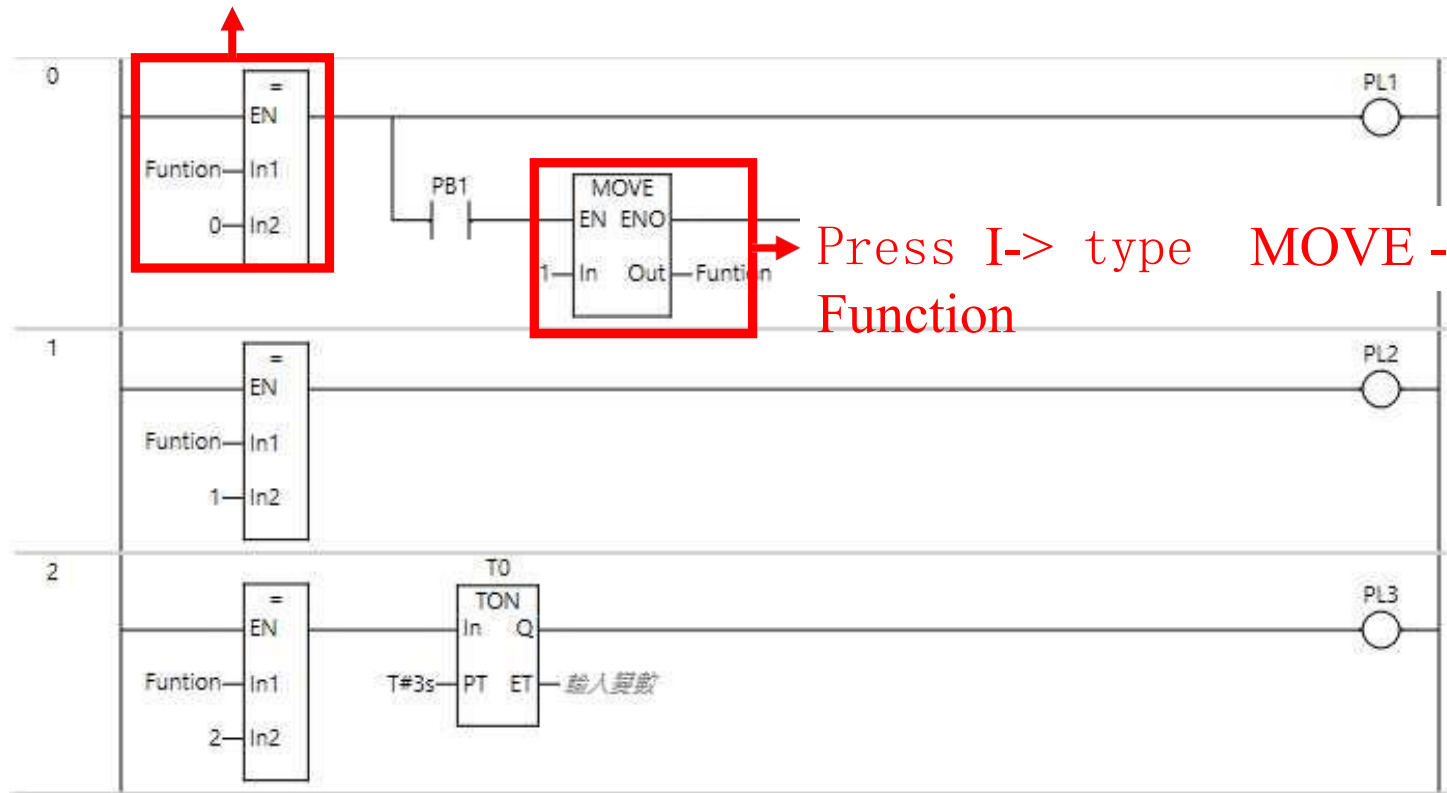 0
=
EN
Funtion In1
0 In2
PB1
MOVE
EN ENO
1 In Out Funtion
PL1
Press I-> type MOVE -
Function
1
=
EN
Funtion In1
1 In2
PL2
2
=
EN
Funtion In1
2 In2
T0
TON
In Q
T#3s PT ET 輸入變數
PL3